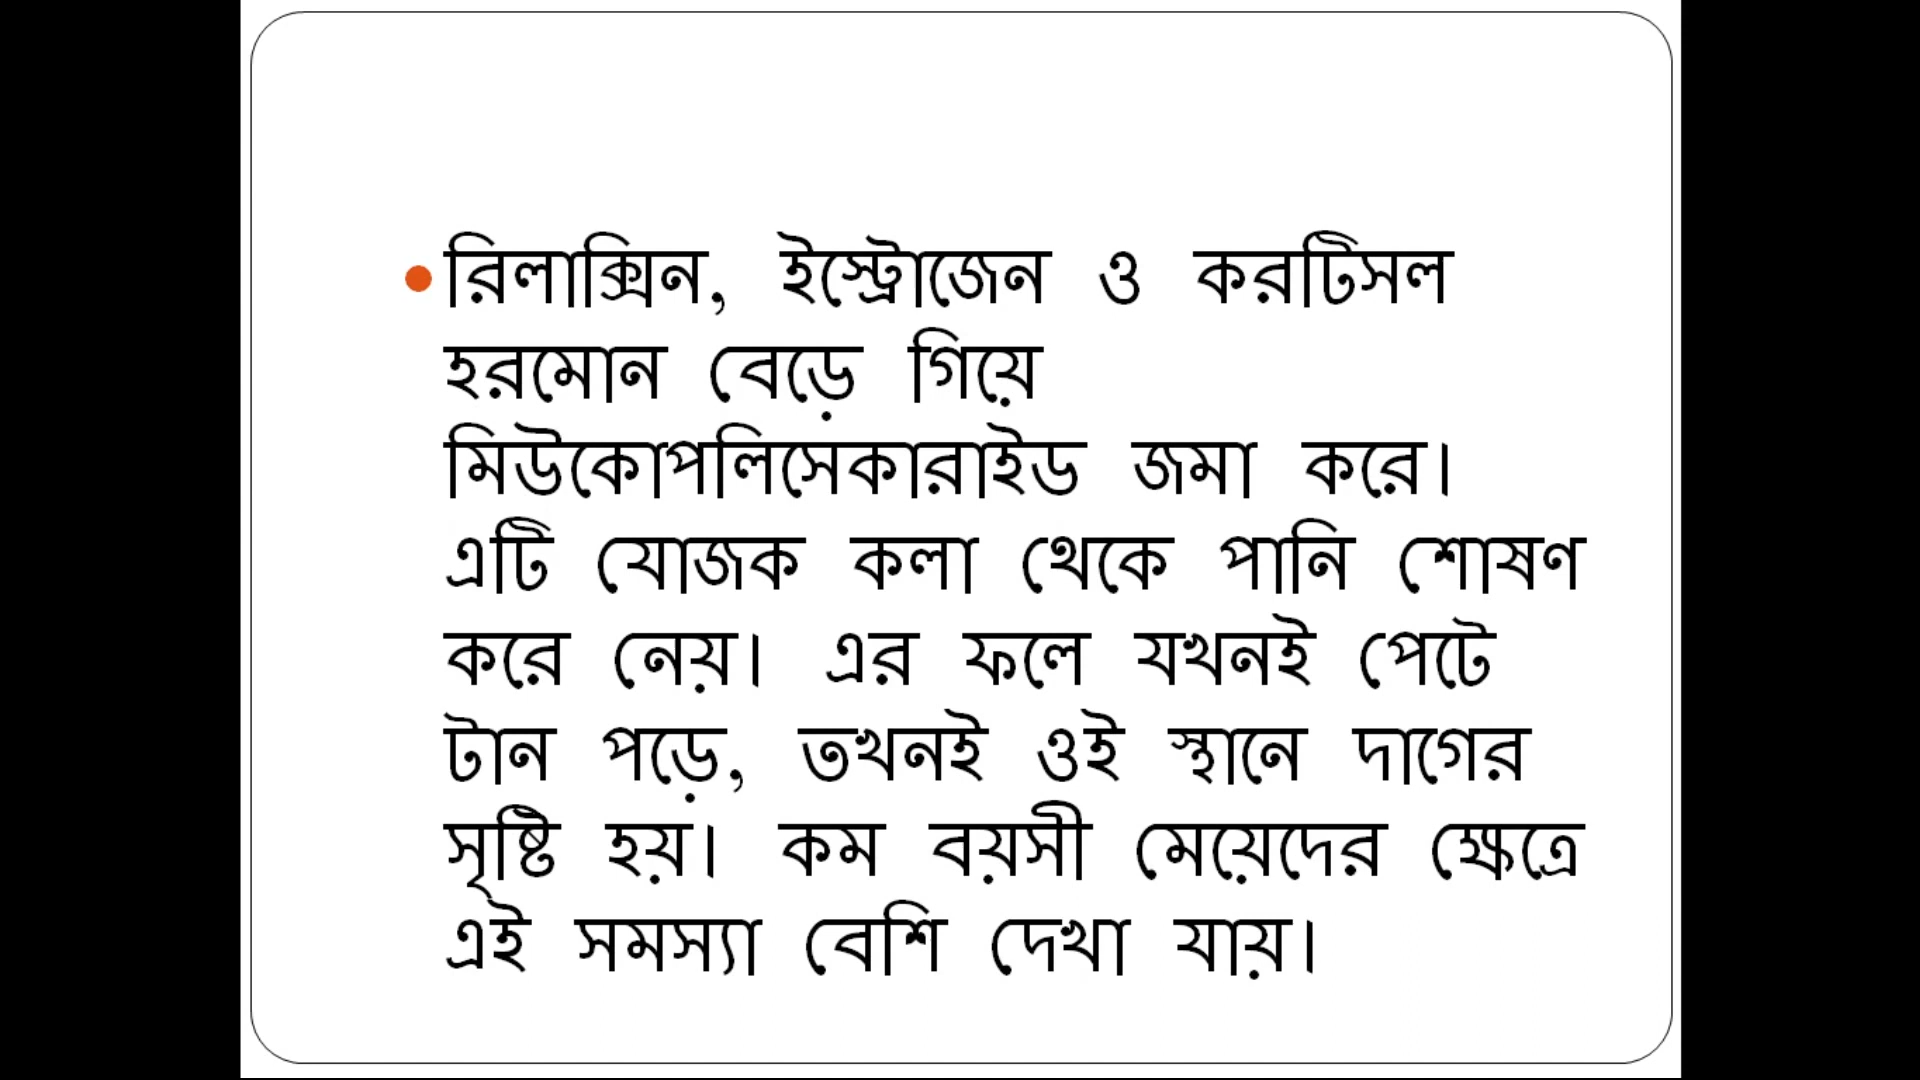 • রিলাক্সিন, ইস্ট্রোজেন ও করটিসল
হরমোন বেড়ে গিয়ে
মিউকোপলিসেকারাইড জমা করে।
এটি যোজক কলা থেকে পানি শোষণ
করে নেয়। এর ফলে যখনই পেটে
টান পড়ে, তখনই ওই স্থানে দাগের
সৃষ্টি হয়। কম বয়সী মেয়েদের ক্ষেত্রে
এই সমস্যা বেশি দেখা যায়।